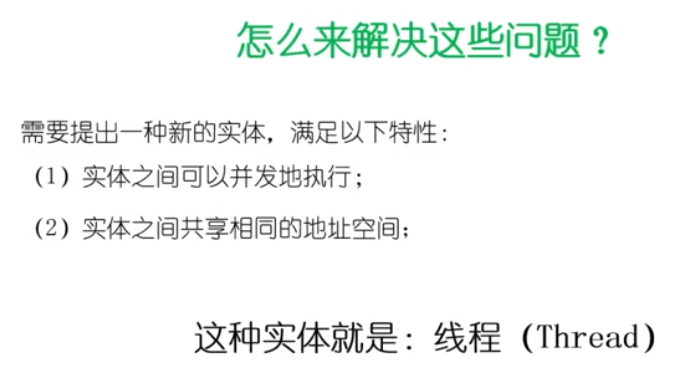 怎么来解决这些问题？
需要提出一种新的实体，满足以下特性：
（1）实体之间可以并发地执行；
（2）实体之间共享相同的地址空间；
这种实体就是：线程（Thread）